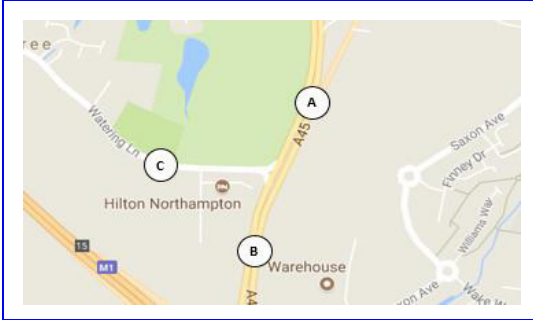 ree
A
A45
Saxon Ave
Finney Dr
Watering Ln
C
Hilton Northampton
Williams Way
15
M1
B
Warehouse
A4
xon Ave
Wake W